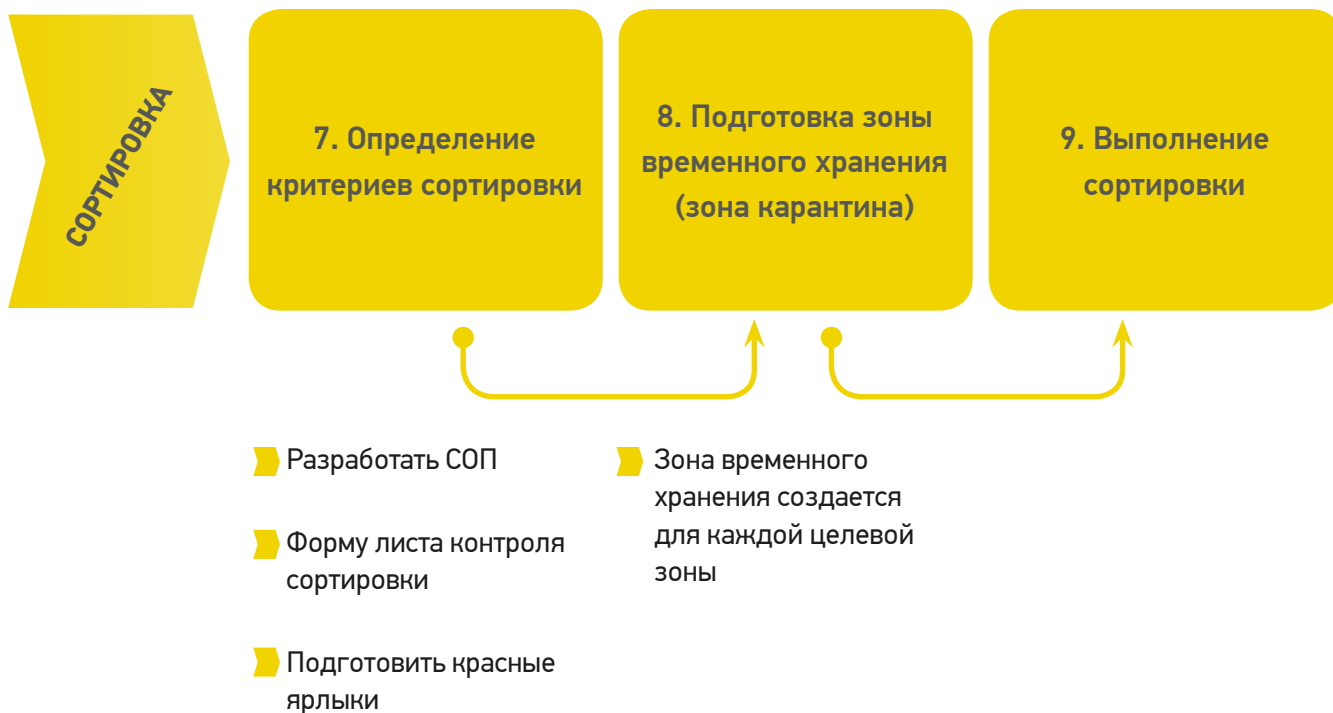 СОРТИРОВКА
7. Определение
критериев сортировки
8. Подготовка зоны
временного хранения
(зона карантина)
9. Выполнение
сортировки
Разработать СОП
Форму листа контроля
сортировки
Подготовить красные
ярлыки
Зона временного
хранения создается
для каждой целевой
зоны